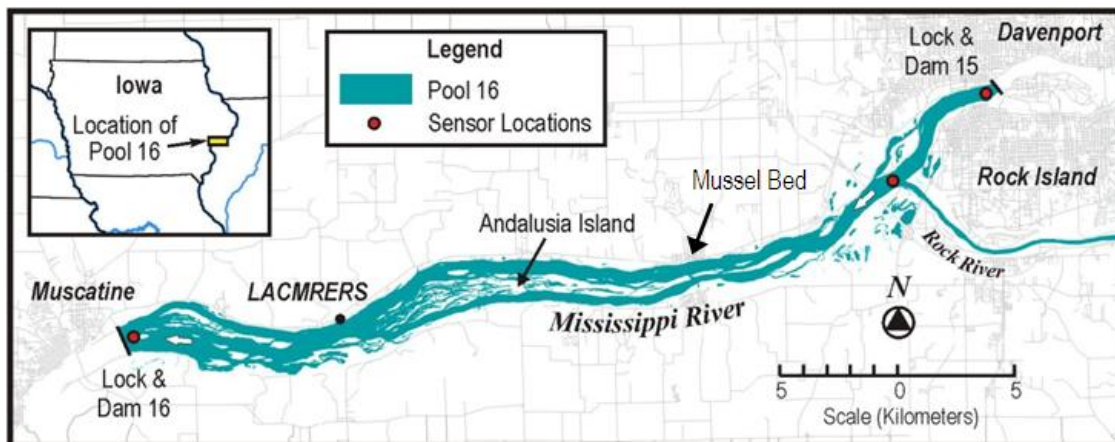 Iowa
Location of
Pool 16
Legend
Pool 16
Sensor Locations
Davenport
Lock &
Dam 15
Rock Island
Mussel Bed
Andalusia Island
Rock River
Muscatine
LACMRERS
Mississippi River
N
Lock &
Dam 16
5 0 5
Scale (Kilometers)